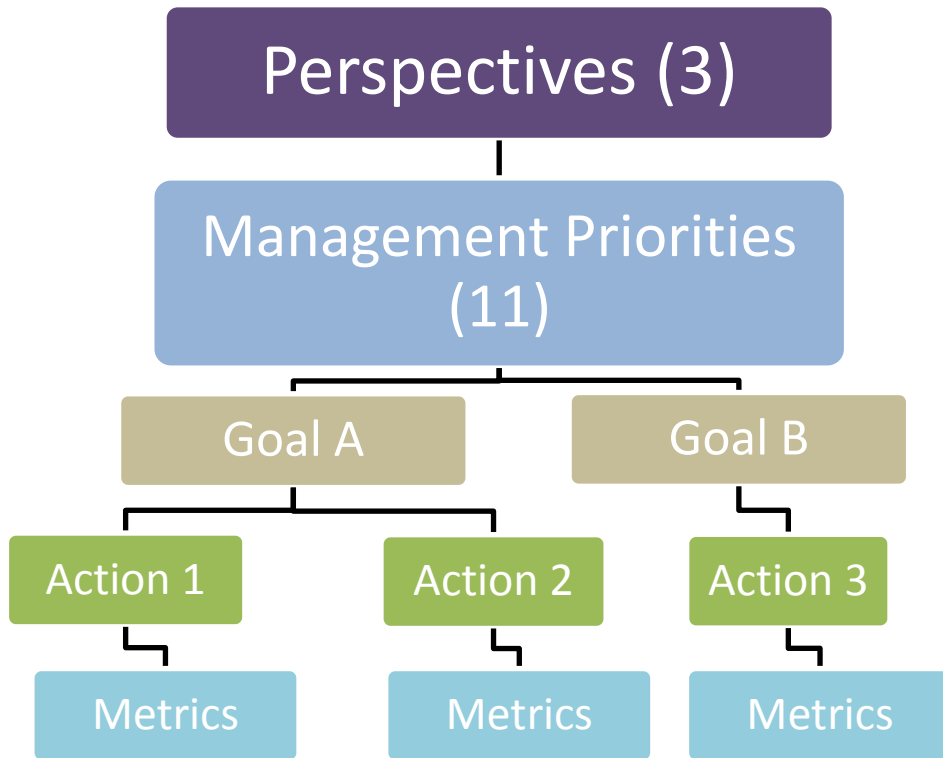 Perspectives (3)
Management Priorities
(11)
Goal A
Goal B
Action 1
Action 2
Action 3
Metrics
Metrics
Metrics